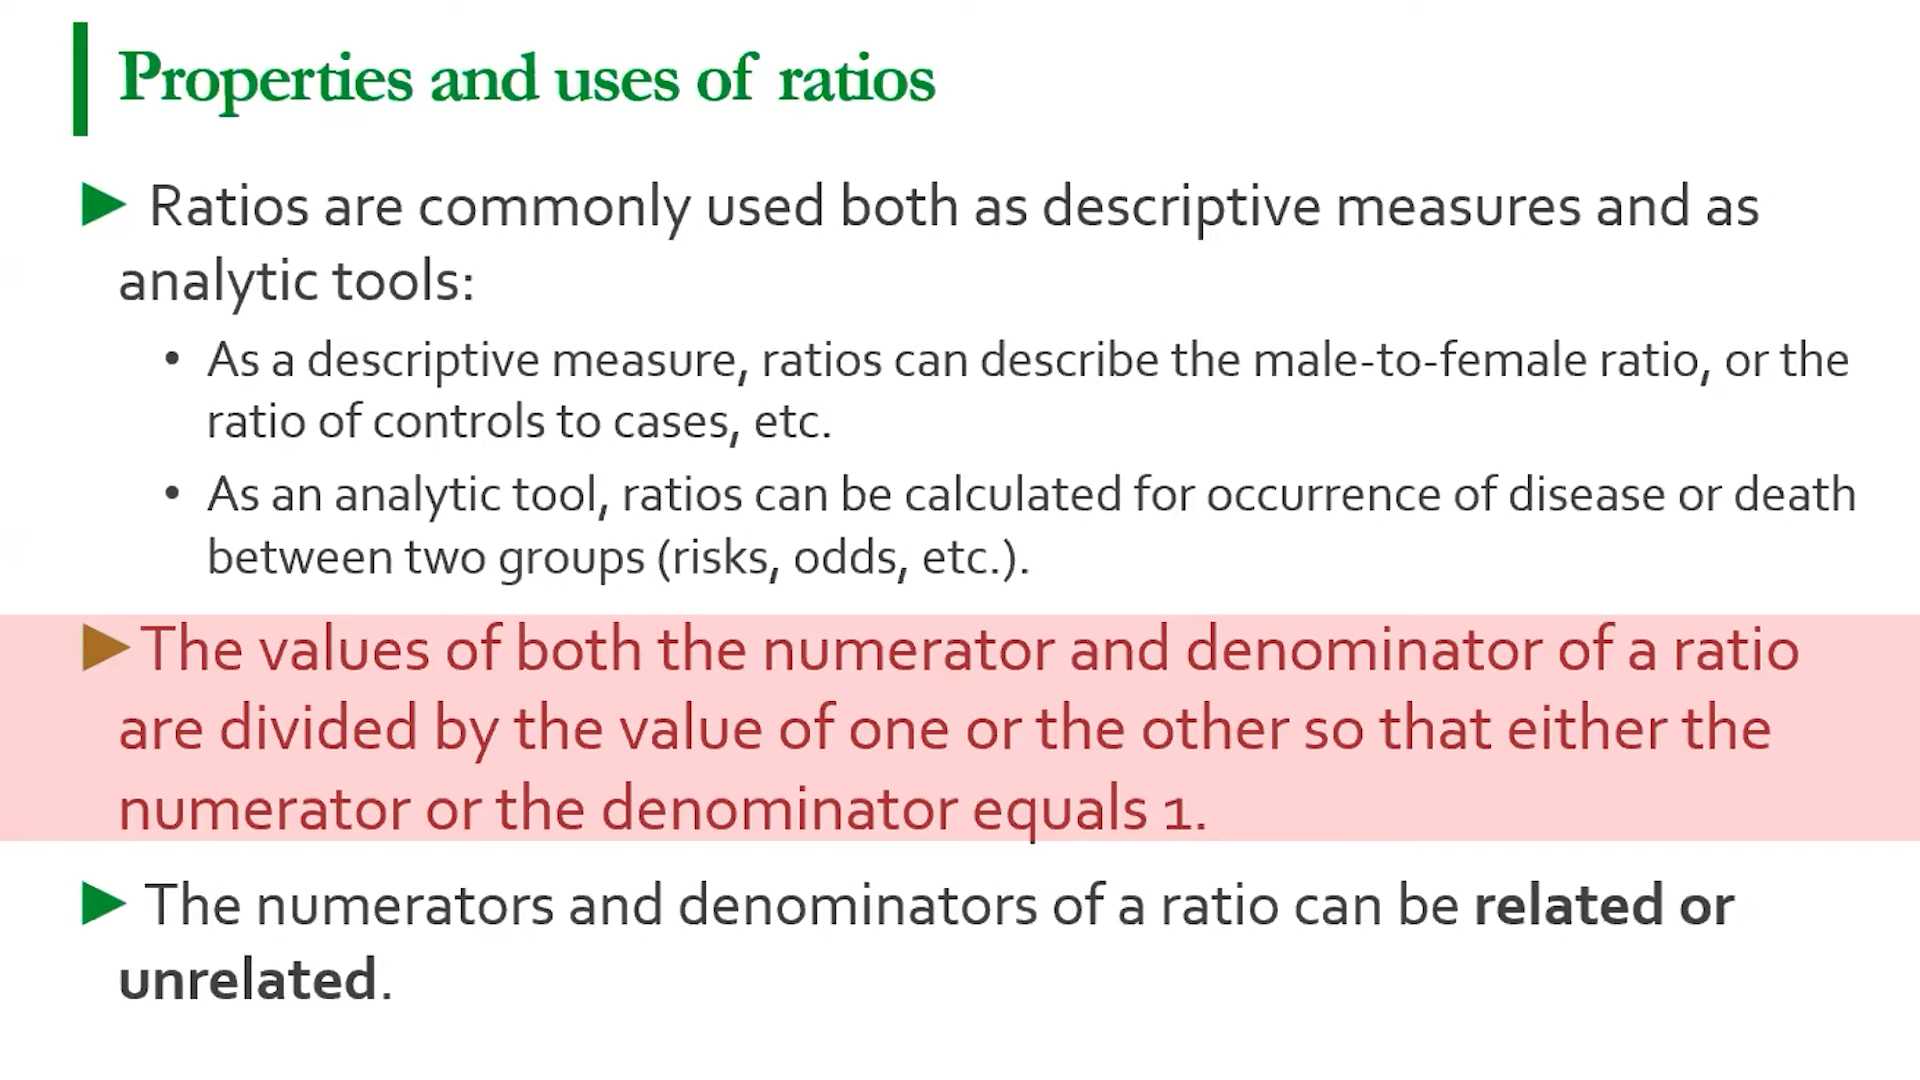 Properties and uses of ratios
Ratios are commonly used both as descriptive measures and as
analytic tools:
• As a descriptive measure, ratios can describe the male-to-female ratio, or the
ratio of controls to cases, etc.
• As an analytic tool, ratios can be calculated for occurrence of disease or death
between two groups (risks, odds, etc.).
The values of both the numerator and denominator of a ratio
are divided by the value of one or the other so that either the
numerator or the denominator equals 1.
The numerators and denominators of a ratio can be related or
unrelated.